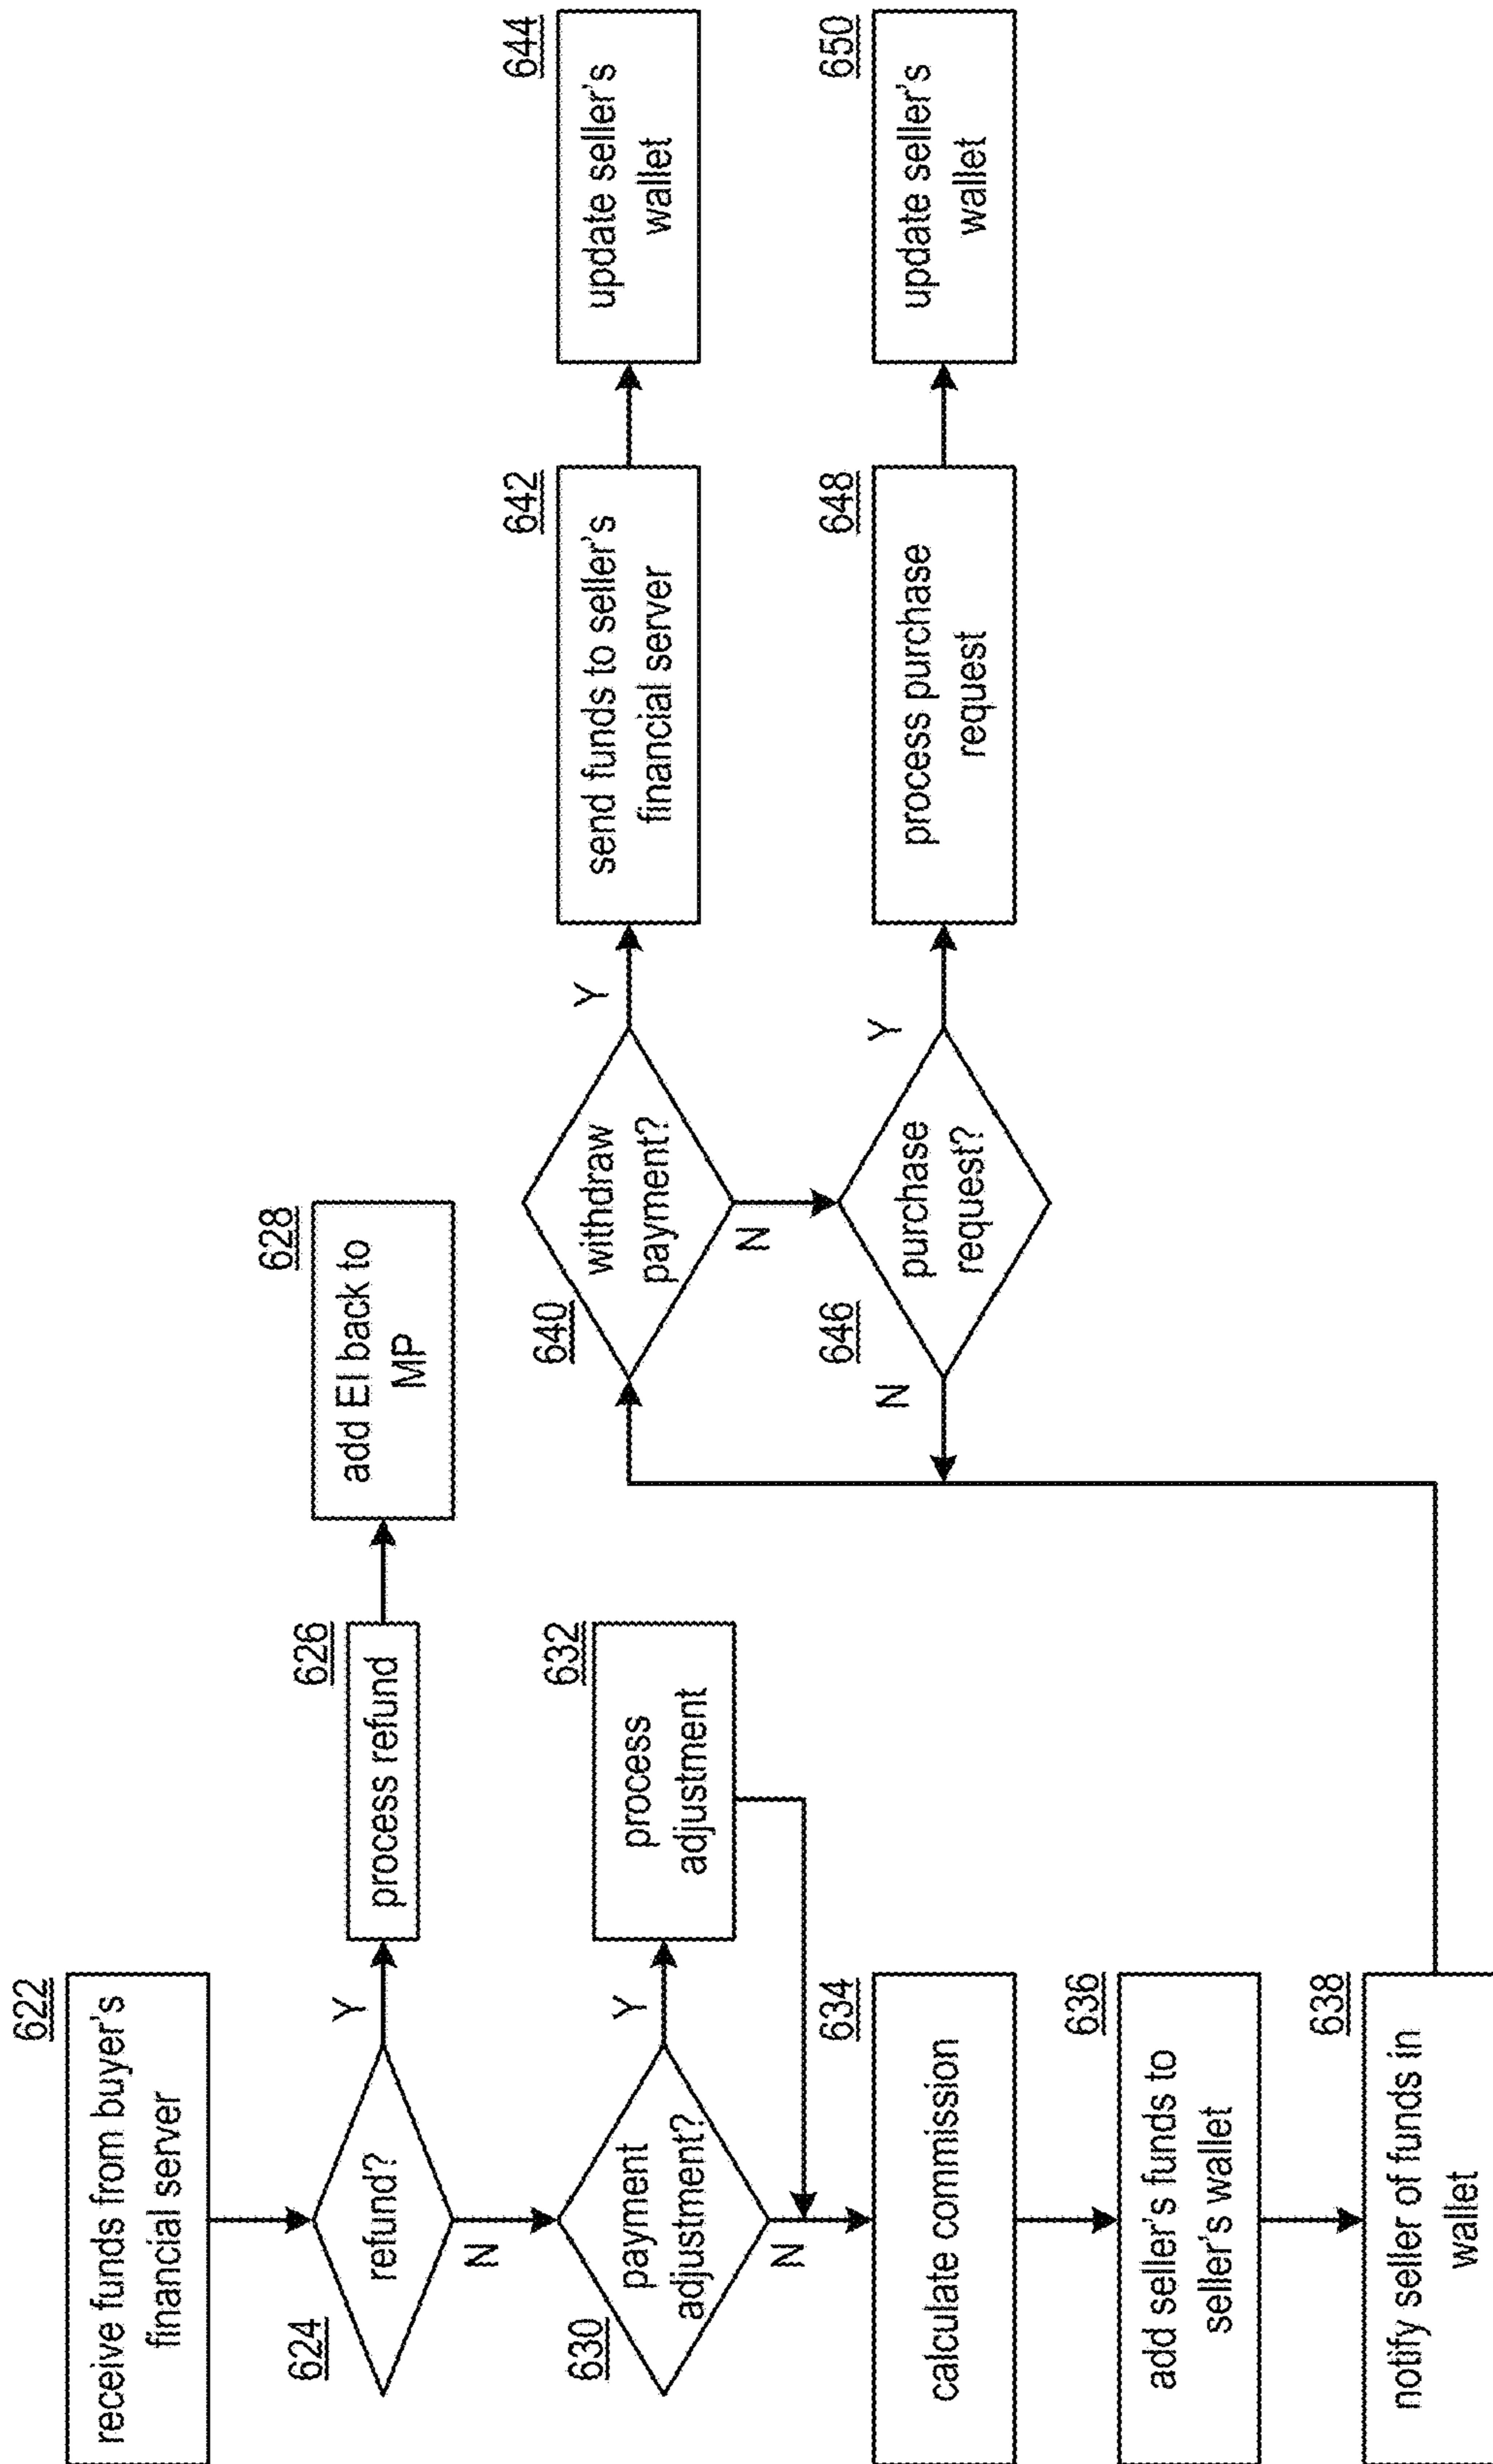 622
receive funds from buyer's
financial server
624
refund?
Y
N
626
process refund
628
add EI back to
MP
630
payment
adjustment?
Y
N
632
process
adjustment
634
calculate commission
636
add seller's funds to
seller's wallet
638
notify seller of funds in
wallet
640
withdraw
payment?
Y
N
642
send funds to seller's
financial server
644
update seller's
wallet
646
purchase
request?
Y
N
648
process purchase
request
650
update seller's
wallet